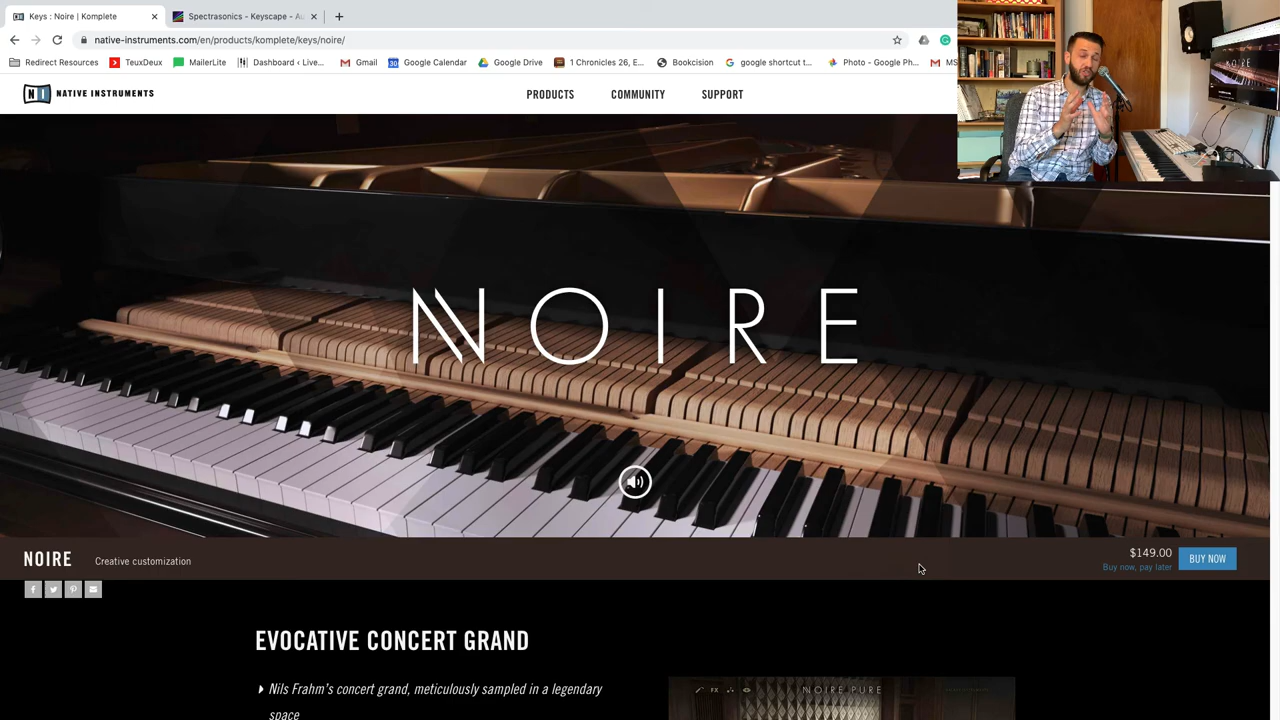 Keys : Noire | Komplete
Spectrasonics - Keyscape - Au
native-instruments.com/en/products/komplete/keys/noire/
Redirect Resources
TeuxDeux
MailerLite
Dashboard ‹ Live...
Gmail
Google Calendar
Google Drive
1 Chronicles 26, E...
Bookcision
google shortcut t...
Photo - Google Ph...
MS
NATIVE INSTRUMENTS
PRODUCTS
COMMUNITY
SUPPORT
NOIRE
NOIRE
Creative customization
$149.00
Buy now, pay later
BUY NOW
EVOCATIVE CONCERT GRAND
Nils Frahm's concert grand, meticulously sampled in a legendary
space
FX
NOIRE PURE